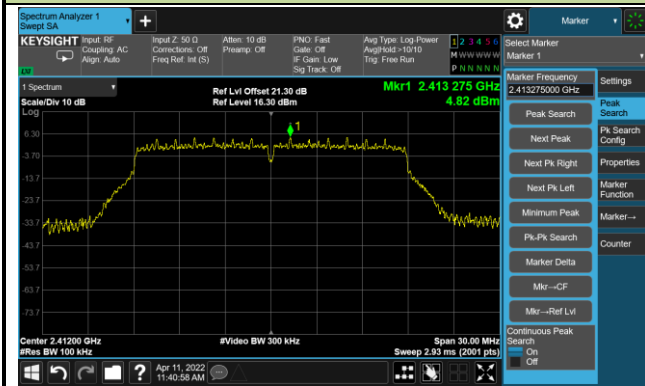 Spectrum Analyzer 1
Swept SA
Marker
KEYSIGHT
Input: RF
Coupling: AC
Align: Auto
Input Z: 50 Ω
Corrections: Off
Freq Ref: Int (S)
Atten: 10 dB
Preamp: Off
PNO: Fast
Gate: Off
IF Gain: Low
Sig Track: Off
Avg Type: Log-Power
Avg|Hold:>10/10
Trig: Free Run
1 2 3 4 5 6
M W W W W W
P N N N N N
Select Marker
Marker 1
1 Spectrum
Scale/Div 10 dB
Log
Ref Lvl Offset 21.30 dB
Ref Level 16.30 dBm
Mkr1 2.413 275 GHz
4.82 dBm
1
6.30
-3.70
-13.7
-23.7
-33.7
-43.7
-53.7
-63.7
-73.7
Center 2.41200 GHz
#Res BW 100 kHz
#Video BW 300 kHz
Span 30.00 MHz
Sweep 2.93 ms (2001 pts)
Apr 11, 2022
11:40:58 AM
Marker Frequency
2.413275000 GHz
Peak Search
Next Peak
Next Pk Right
Next Pk Left
Minimum Peak
Pk-Pk Search
Marker Delta
Mkr→CF
Mkr→Ref Lvl
Continuous Peak
Search
On
Off
Settings
Peak
Search
Pk Search
Config
Properties
Marker
Function
Marker→
Counter